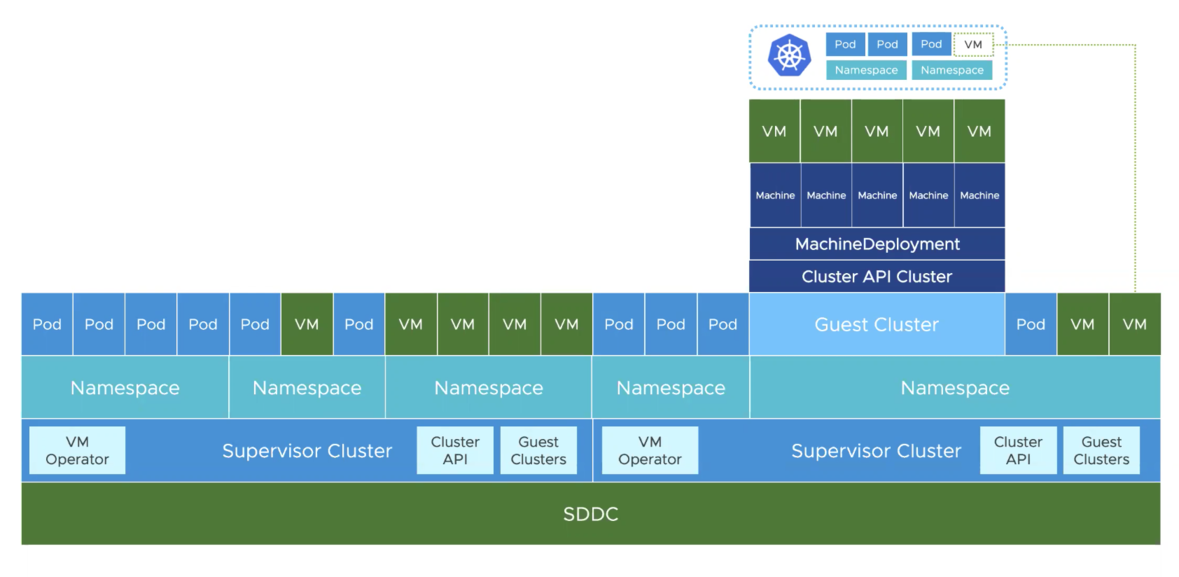 Pod Pod Pod VM
Namespace Namespace
VM VM VM VM VM
Machine Machine Machine Machine Machine
MachineDeployment
Cluster API Cluster
Pod Pod Pod Pod Pod VM Pod VM VM VM VM Pod Pod Pod Guest Cluster Pod VM VM
Namespace Namespace Namespace Namespace Namespace
VM
Operator
Supervisor Cluster
Cluster
API
Guest
Clusters
VM
Operator
Supervisor Cluster
Cluster
API
Guest
Clusters
SDDC